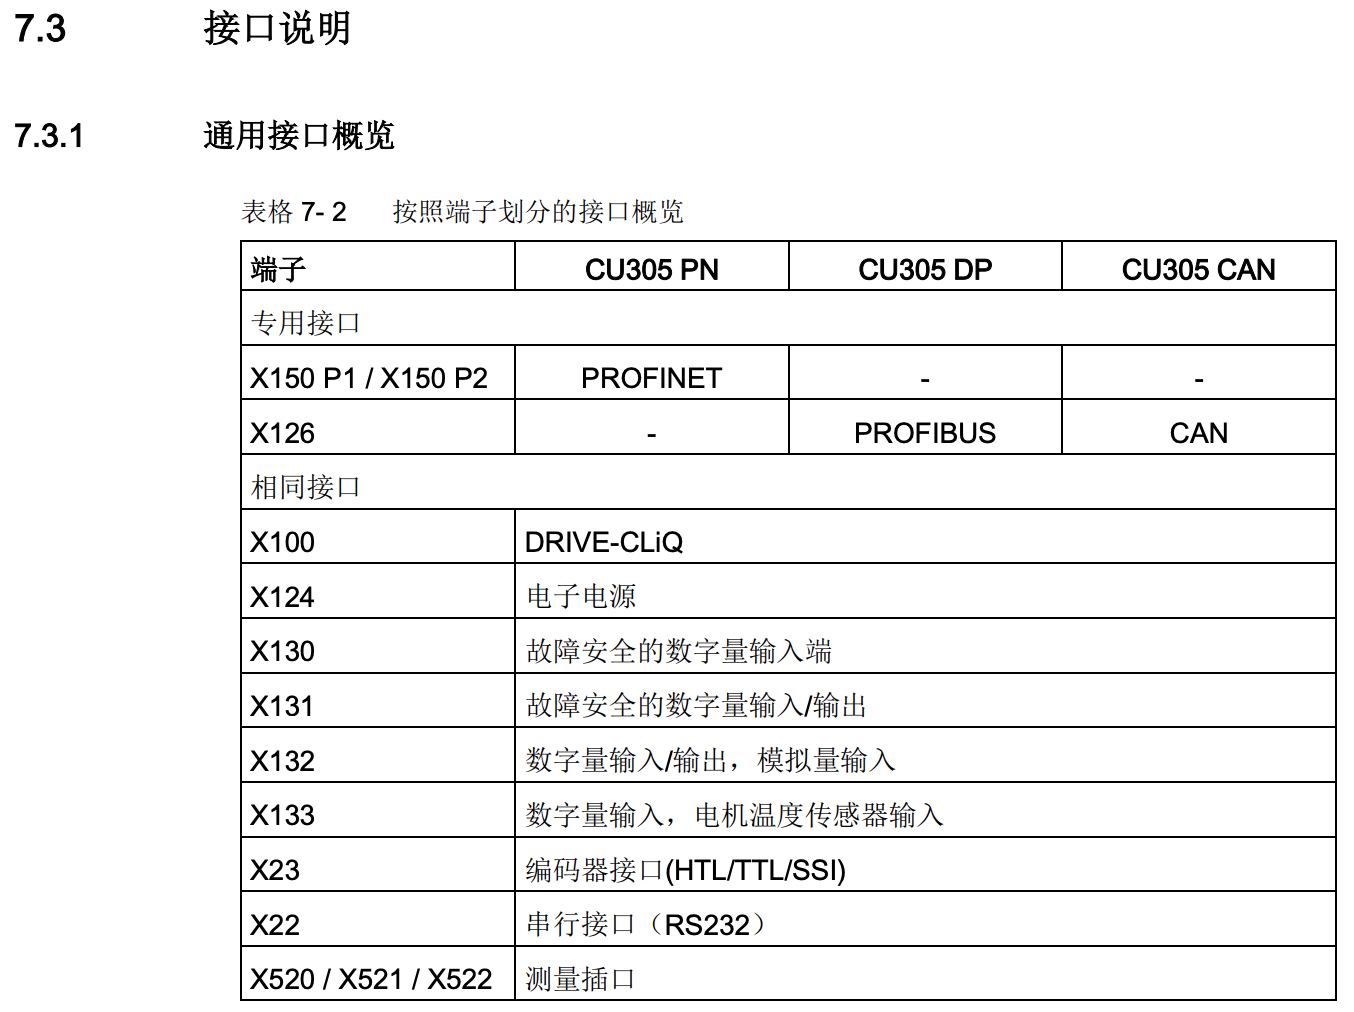 7.3 接口说明
7.3.1 通用接口概览
表格 7- 2 按照端子划分的接口概览
端子 CU305 PN CU305 DP CU305 CAN
专用接口
X150 P1 / X150 P2 PROFINET - -
X126 - PROFIBUS CAN
相同接口
X100 DRIVE-CLiQ
X124 电子电源
X130 故障安全的数字量输入端
X131 故障安全的数字量输入/输出
X132 数字量输入/输出，模拟量输入
X133 数字量输入，电机温度传感器输入
X23 编码器接口(HTL/TTL/SSI)
X22 串行接口（RS232）
X520 / X521 / X522 测量插口